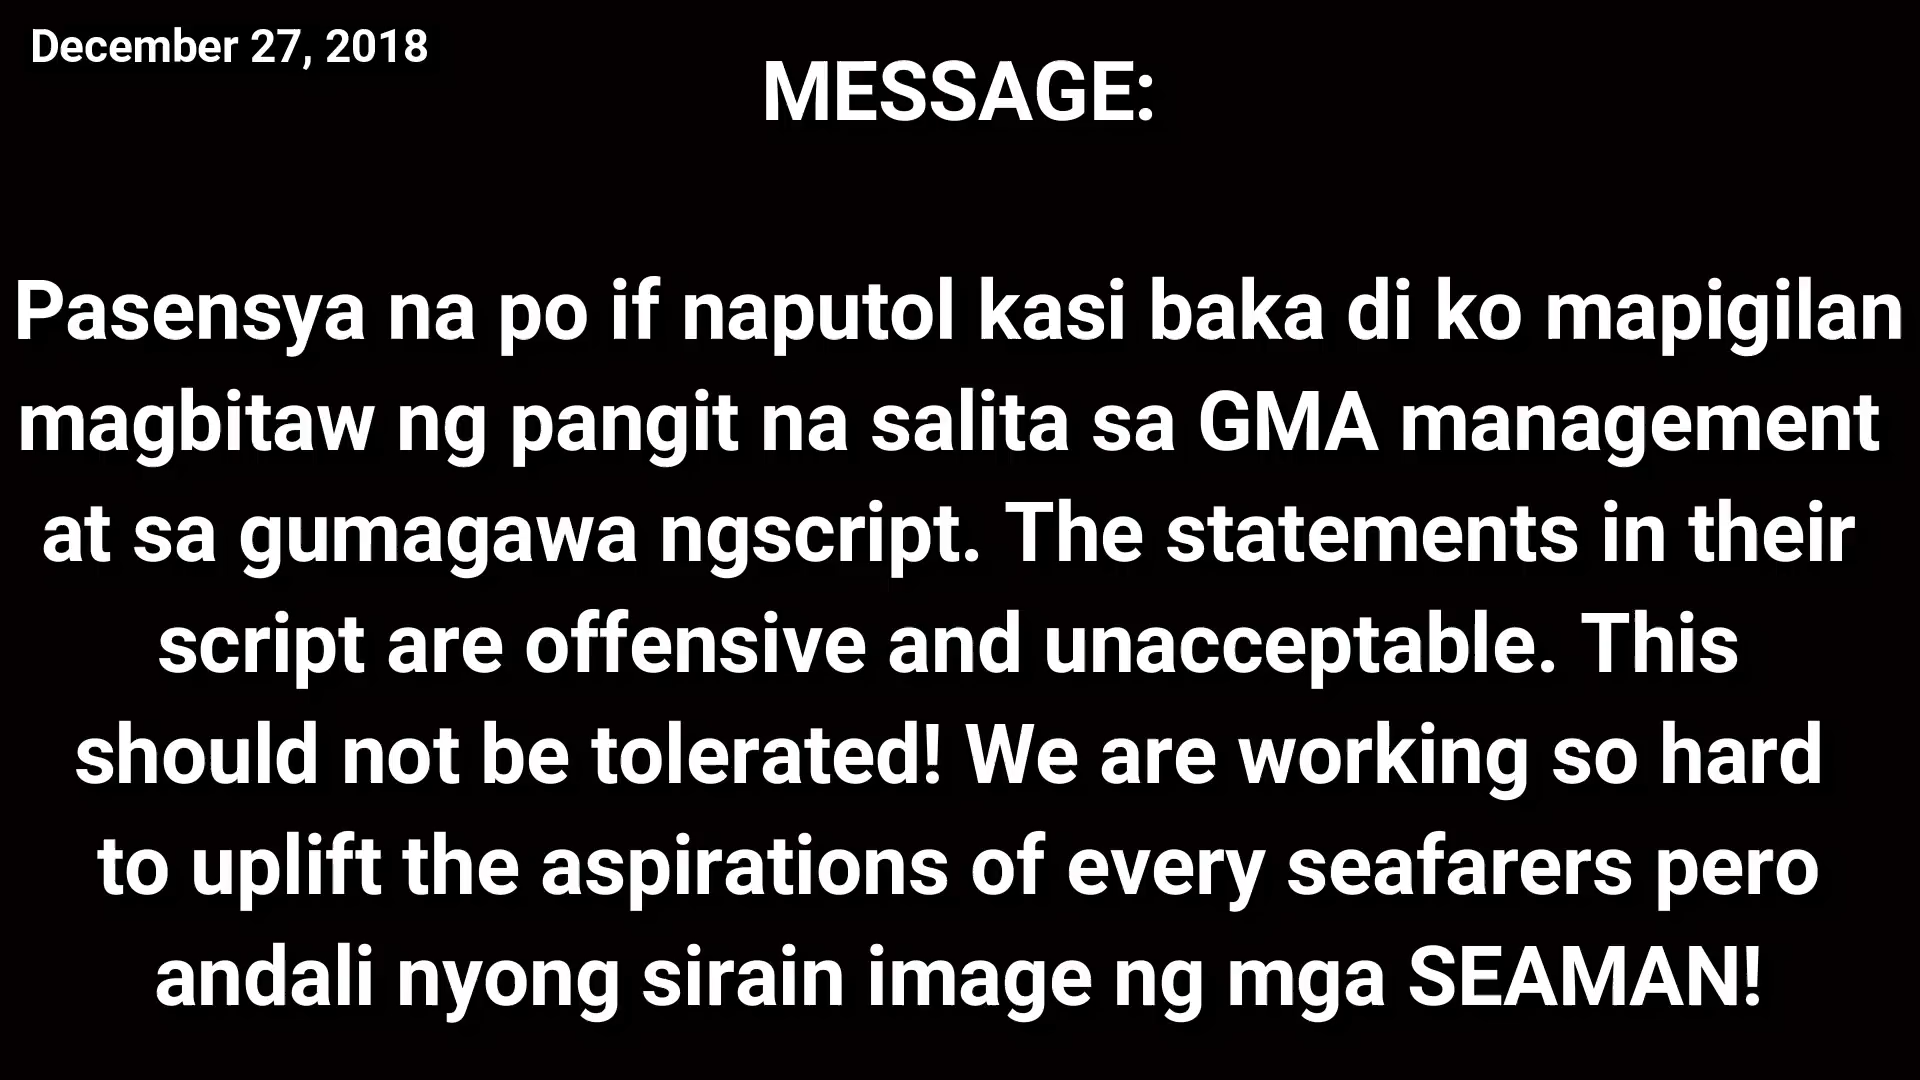 December 27, 2018
MESSAGE:
Pasensya na po if naputol kasi baka di ko mapigilan
magbitaw ng pangit na salita sa GMA management
at sa gumagawa ngscript. The statements in their
script are offensive and unacceptable. This
should not be tolerated! We are working so hard
to uplift the aspirations of every seafarers pero
andali nyong sirain image ng mga SEAMAN!